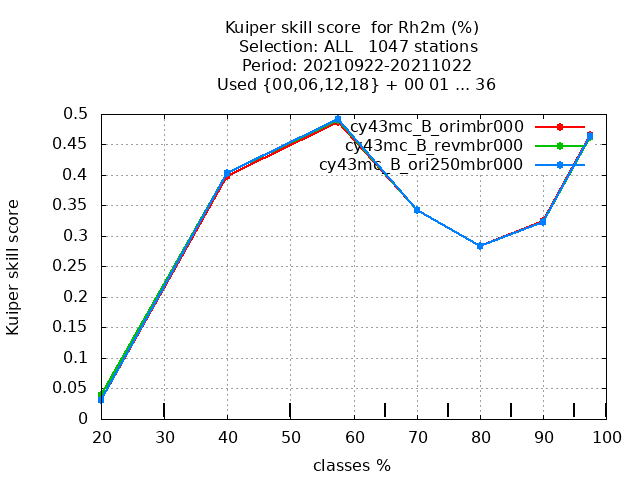 Kuiper skill score  for Rh2m (%)
Selection: ALL   1047 stations
Period: 20210922-20211022
Used {00,06,12,18} + 00 01 ... 36
cy43mc_B_orimbr000
cy43mc_B_revmbr000
cy43mc_B_ori250mbr000
0.5
0.45
0.4
0.35
0.3
0.25
0.2
0.15
0.1
0.05
0
Kuiper skill score
20 30 40 50 60 70 80 90 100
classes %